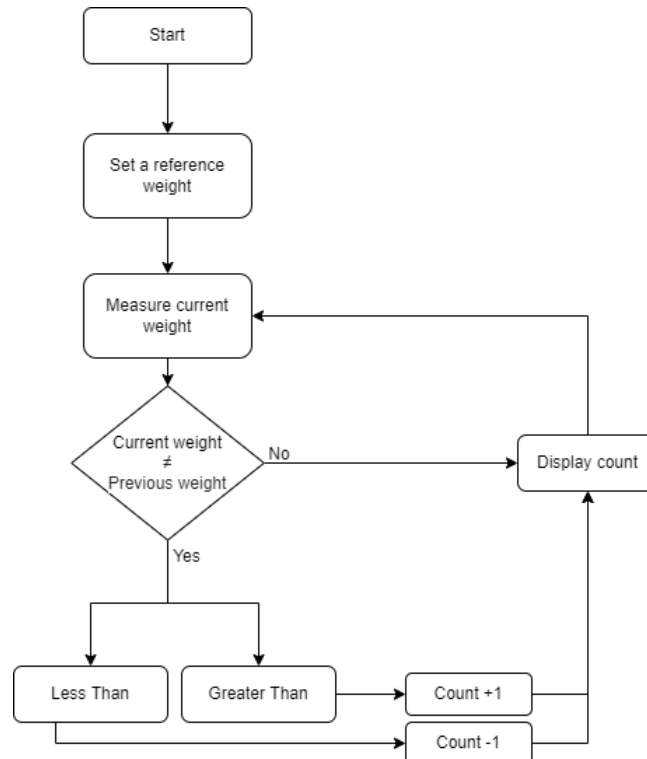 Start
Set a reference
weight
Measure current
weight
Current weight
≠
Previous weight
No
Display count
Yes
Less Than
Greater Than
Count +1
Count -1